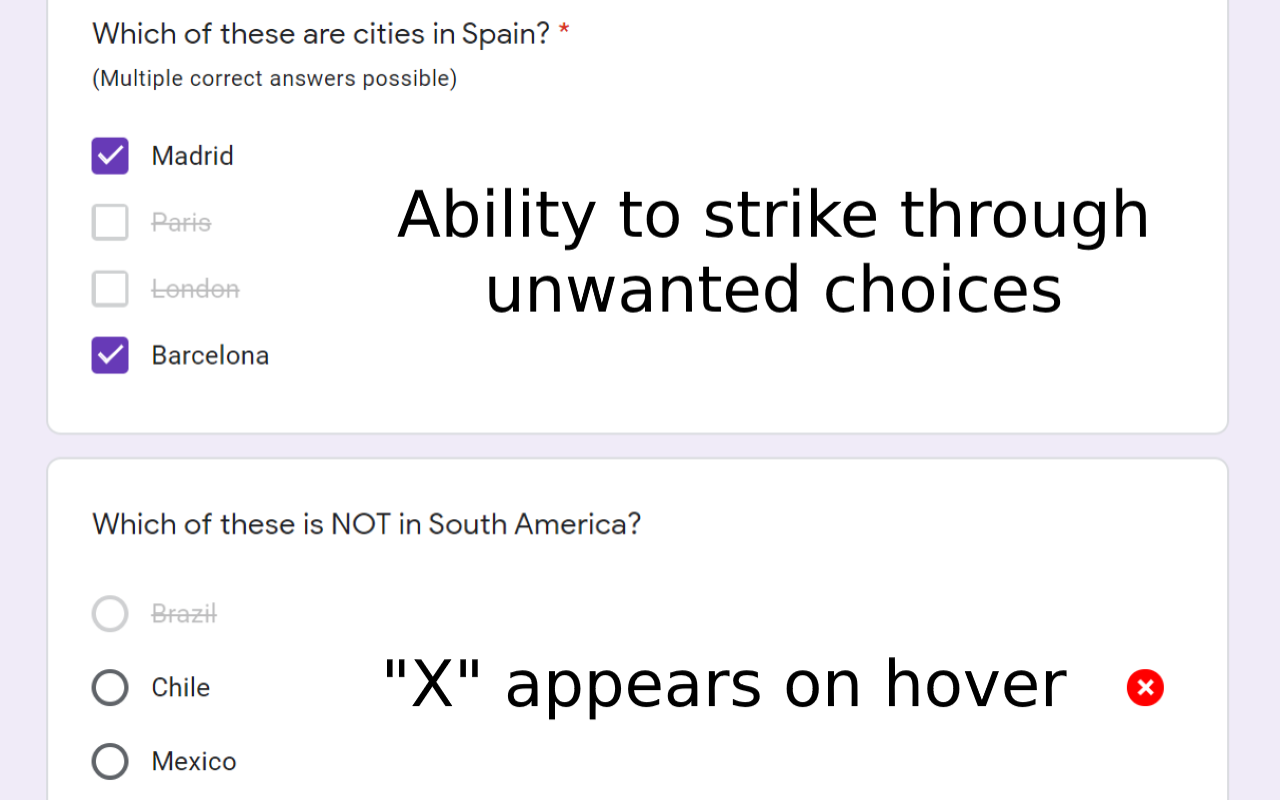 Which of these are cities in Spain? *
(Multiple correct answers possible)
Madrid
Paris
London
Barcelona
Ability to strike through
unwanted choices
Which of these is NOT in South America?
Brazil
Chile
"X" appears on hover
Mexico